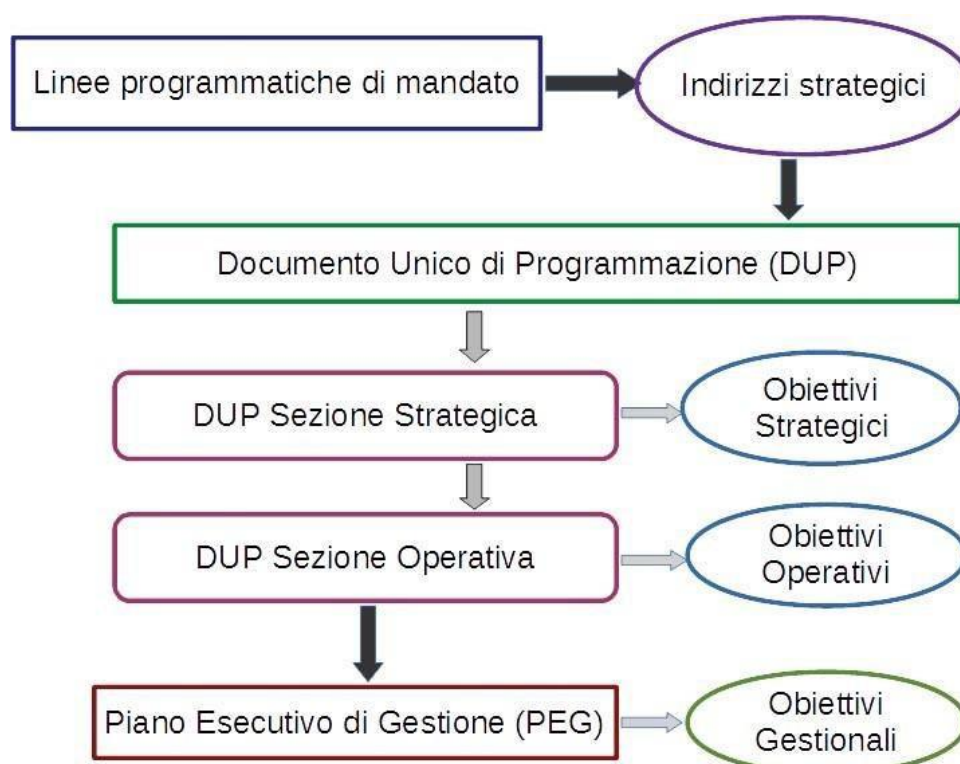 Linee programmatiche di mandato
Indirizzi strategici
Documento Unico di Programmazione (DUP)
DUP Sezione Strategica
Obiettivi
Strategici
DUP Sezione Operativa
Obiettivi
Operativi
Piano Esecutivo di Gestione (PEG)
Obiettivi
Gestionali